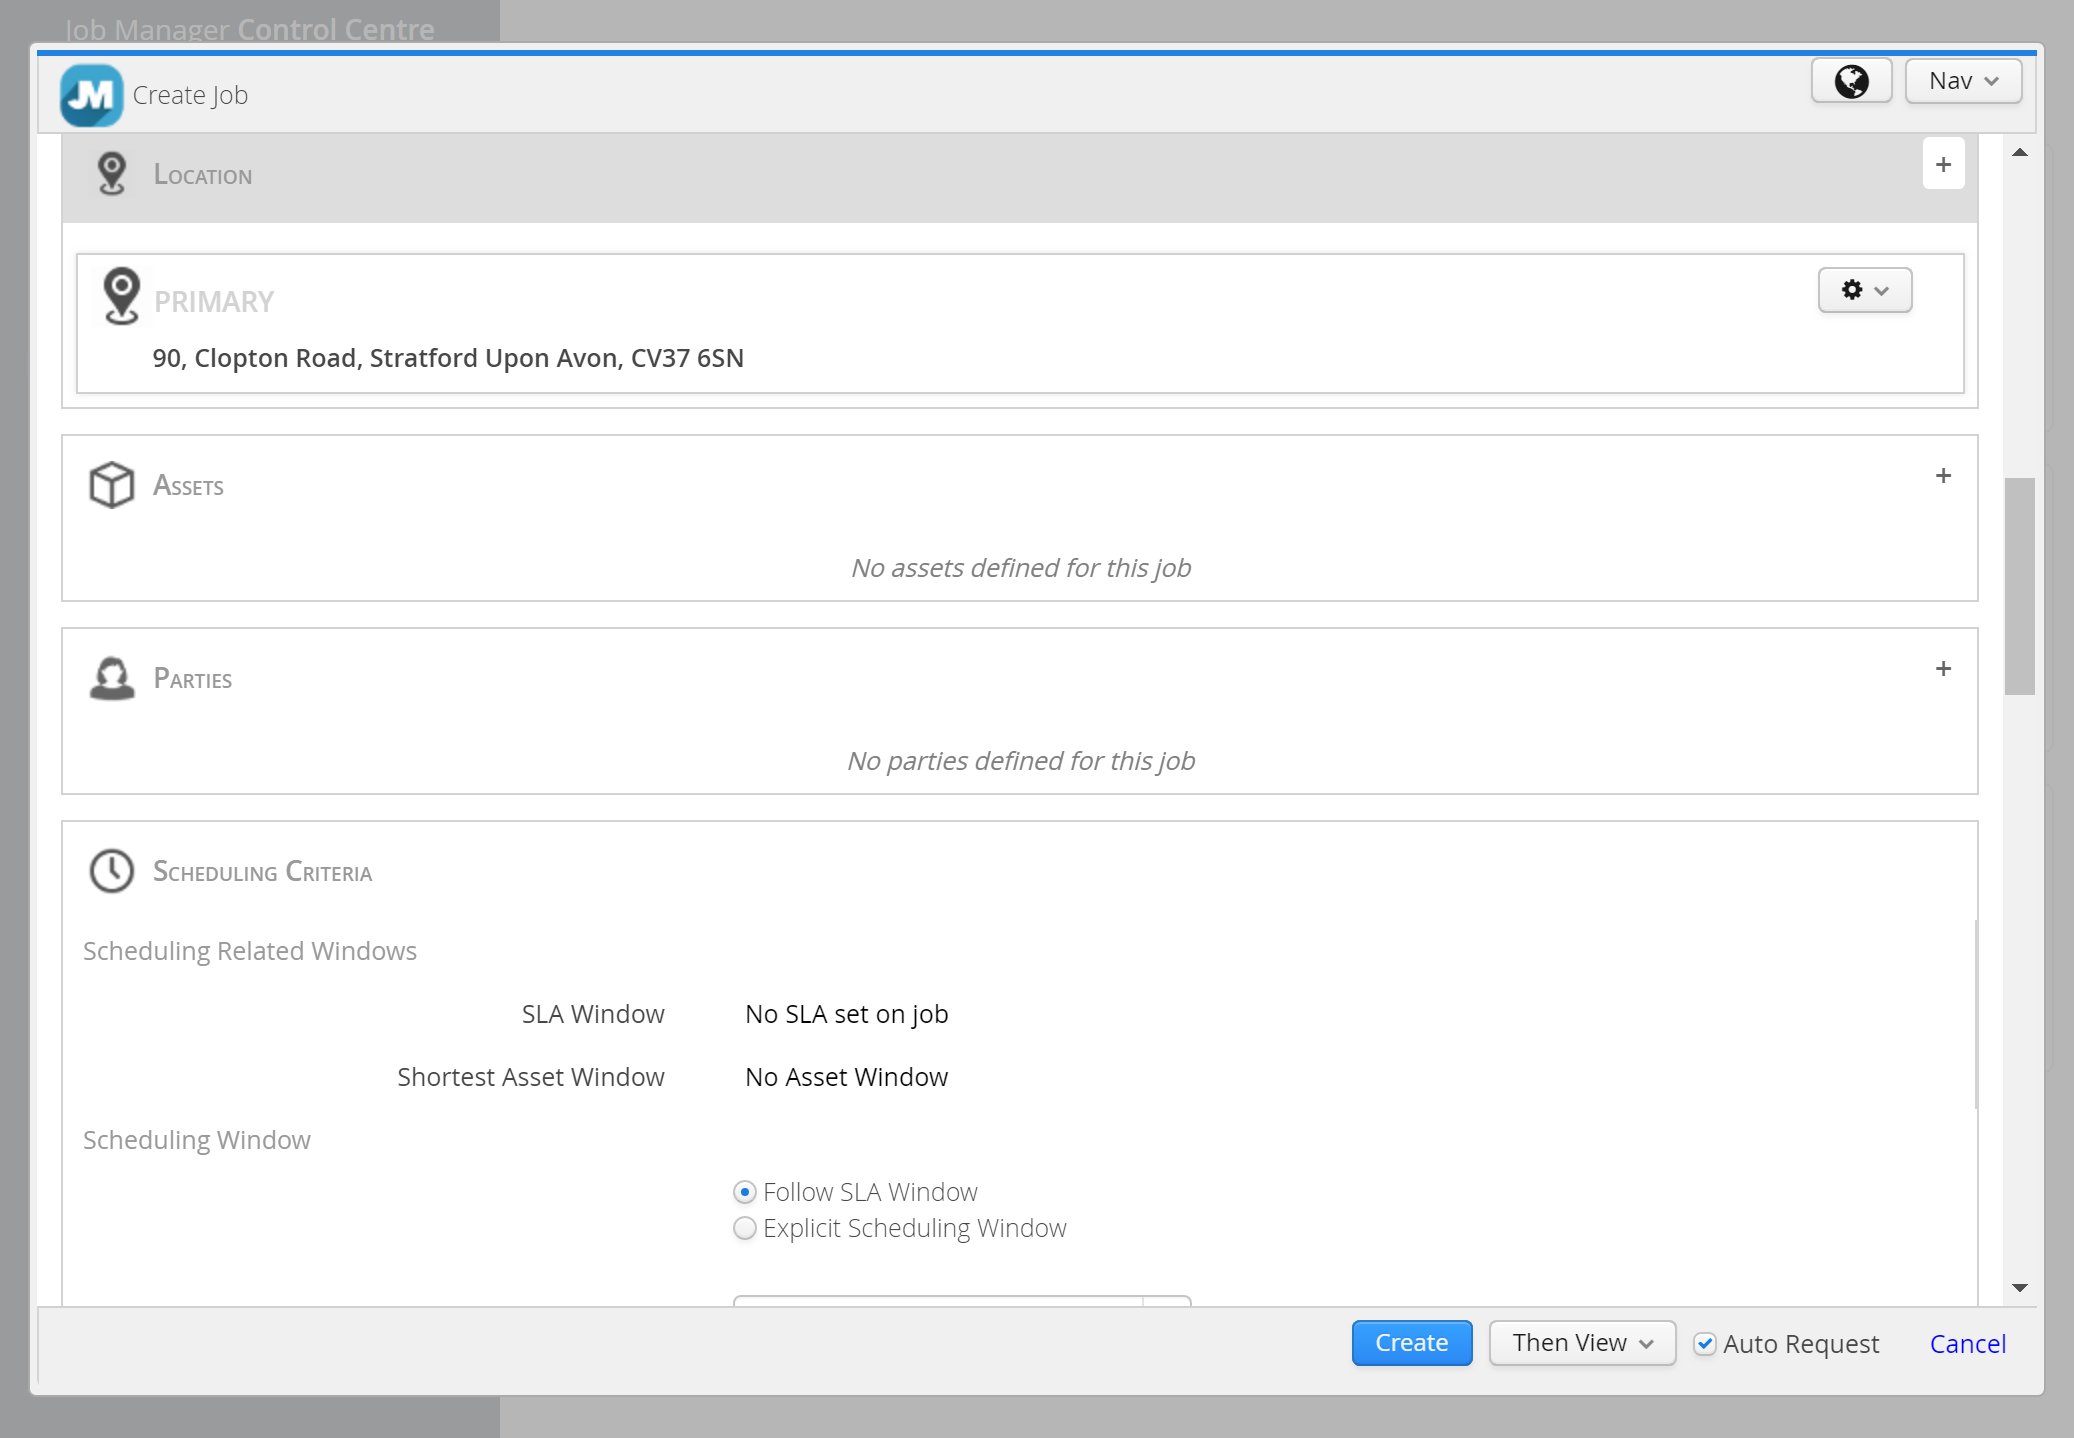 Job Manager Control Centre
JM Create Job
Nav
Location
+
PRIMARY
90, Clopton Road, Stratford Upon Avon, CV37 6SN
Assets
+
No assets defined for this job
Parties
+
No parties defined for this job
Scheduling Criteria
Scheduling Related Windows
SLA Window No SLA set on job
Shortest Asset Window No Asset Window
Scheduling Window
Follow SLA Window
Explicit Scheduling Window
Create Then View Auto Request Cancel